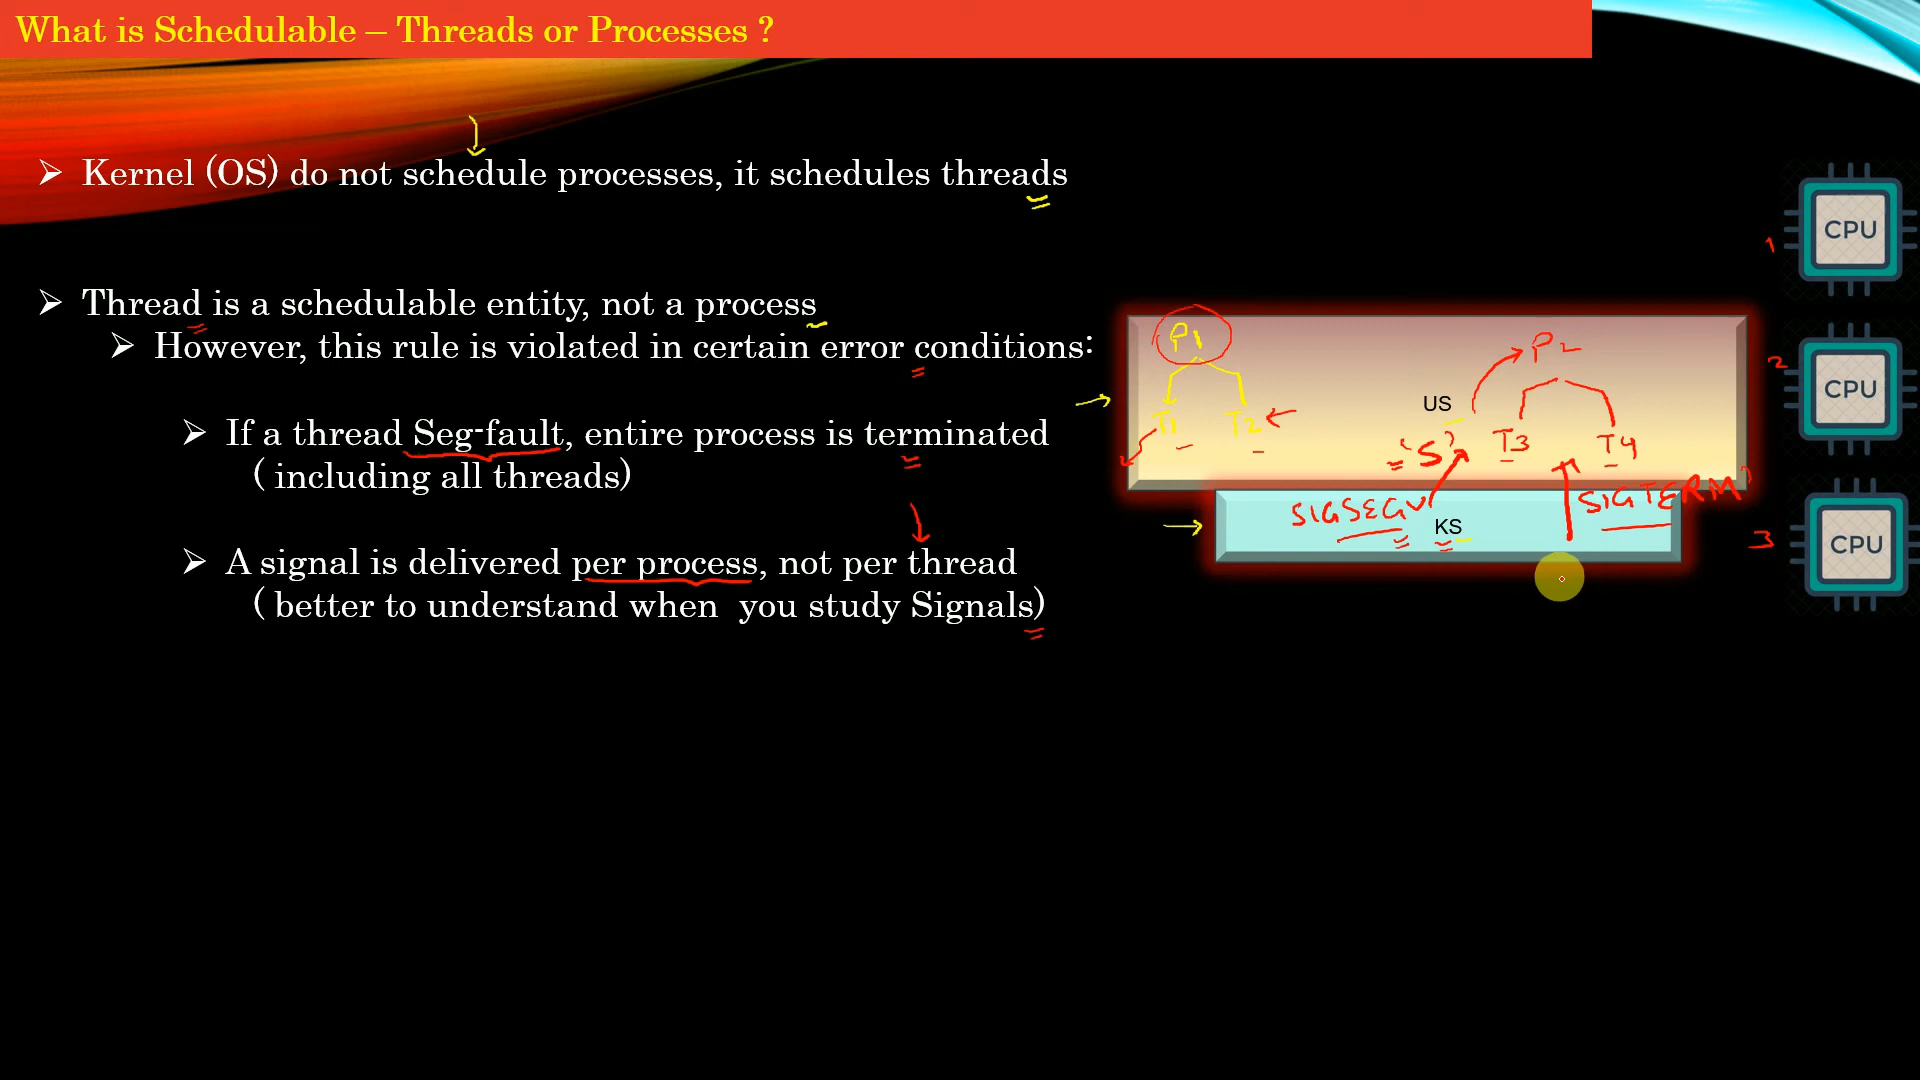 What is Schedulable – Threads or Processes ?
Kernel (OS) do not schedule processes, it schedules threads
Thread is a schedulable entity, not a process
However, this rule is violated in certain error conditions:
If a thread Seg-fault, entire process is terminated
( including all threads)
A signal is delivered per process, not per thread
( better to understand when you study Signals)
P1
T1 T2
US
P2
'S' T3 T4
SIGSEGV
SIGTERM
KS
1 CPU
2 CPU
3 CPU